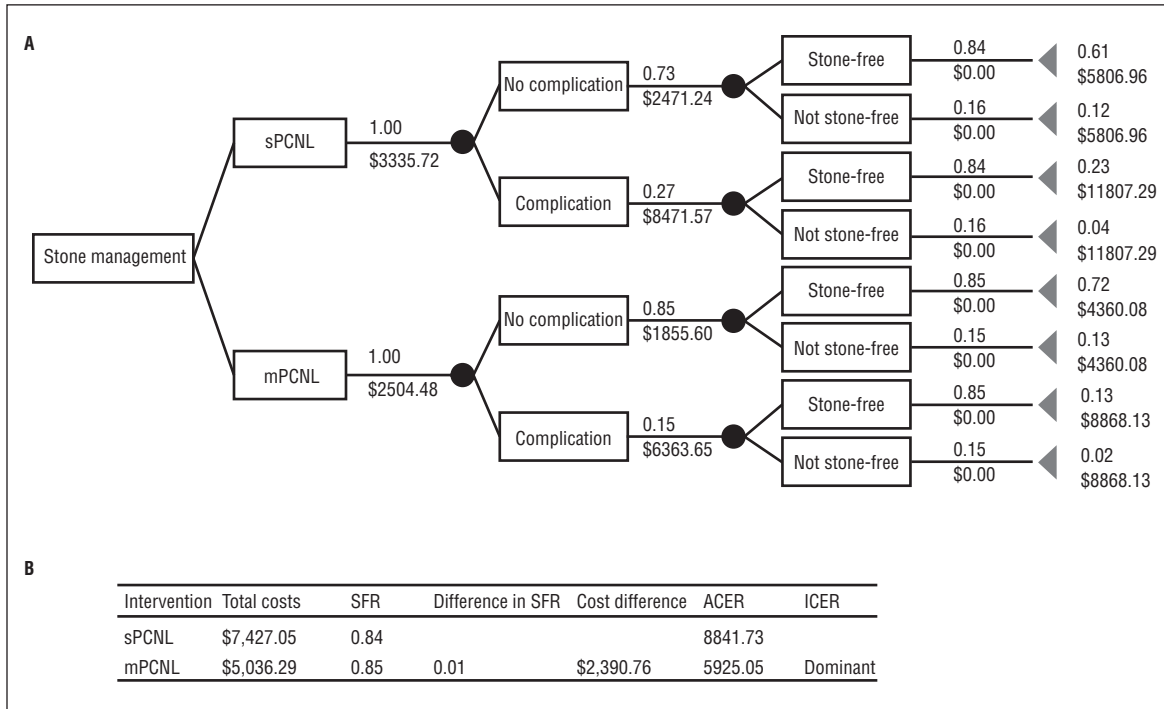 A
Stone management
sPCNL
1.00
$3335.72
No complication
0.73
$2471.24
Stone-free
0.84
$0.00
0.61
$5806.96
Not stone-free
0.16
$0.00
0.12
$5806.96
Complication
0.27
$8471.57
Stone-free
0.84
$0.00
0.23
$11807.29
Not stone-free
0.16
$0.00
0.04
$11807.29
mPCNL
1.00
$2504.48
No complication
0.85
$1855.60
Stone-free
0.85
$0.00
0.72
$4360.08
Not stone-free
0.15
$0.00
0.13
$4360.08
Complication
0.15
$6363.65
Stone-free
0.85
$0.00
0.13
$8868.13
Not stone-free
0.15
$0.00
0.02
$8868.13
B
Intervention Total costs SFR Difference in SFR Cost difference ACER ICER
sPCNL $7,427.05 0.84 8841.73
mPCNL $5,036.29 0.85 0.01 $2,390.76 5925.05 Dominant